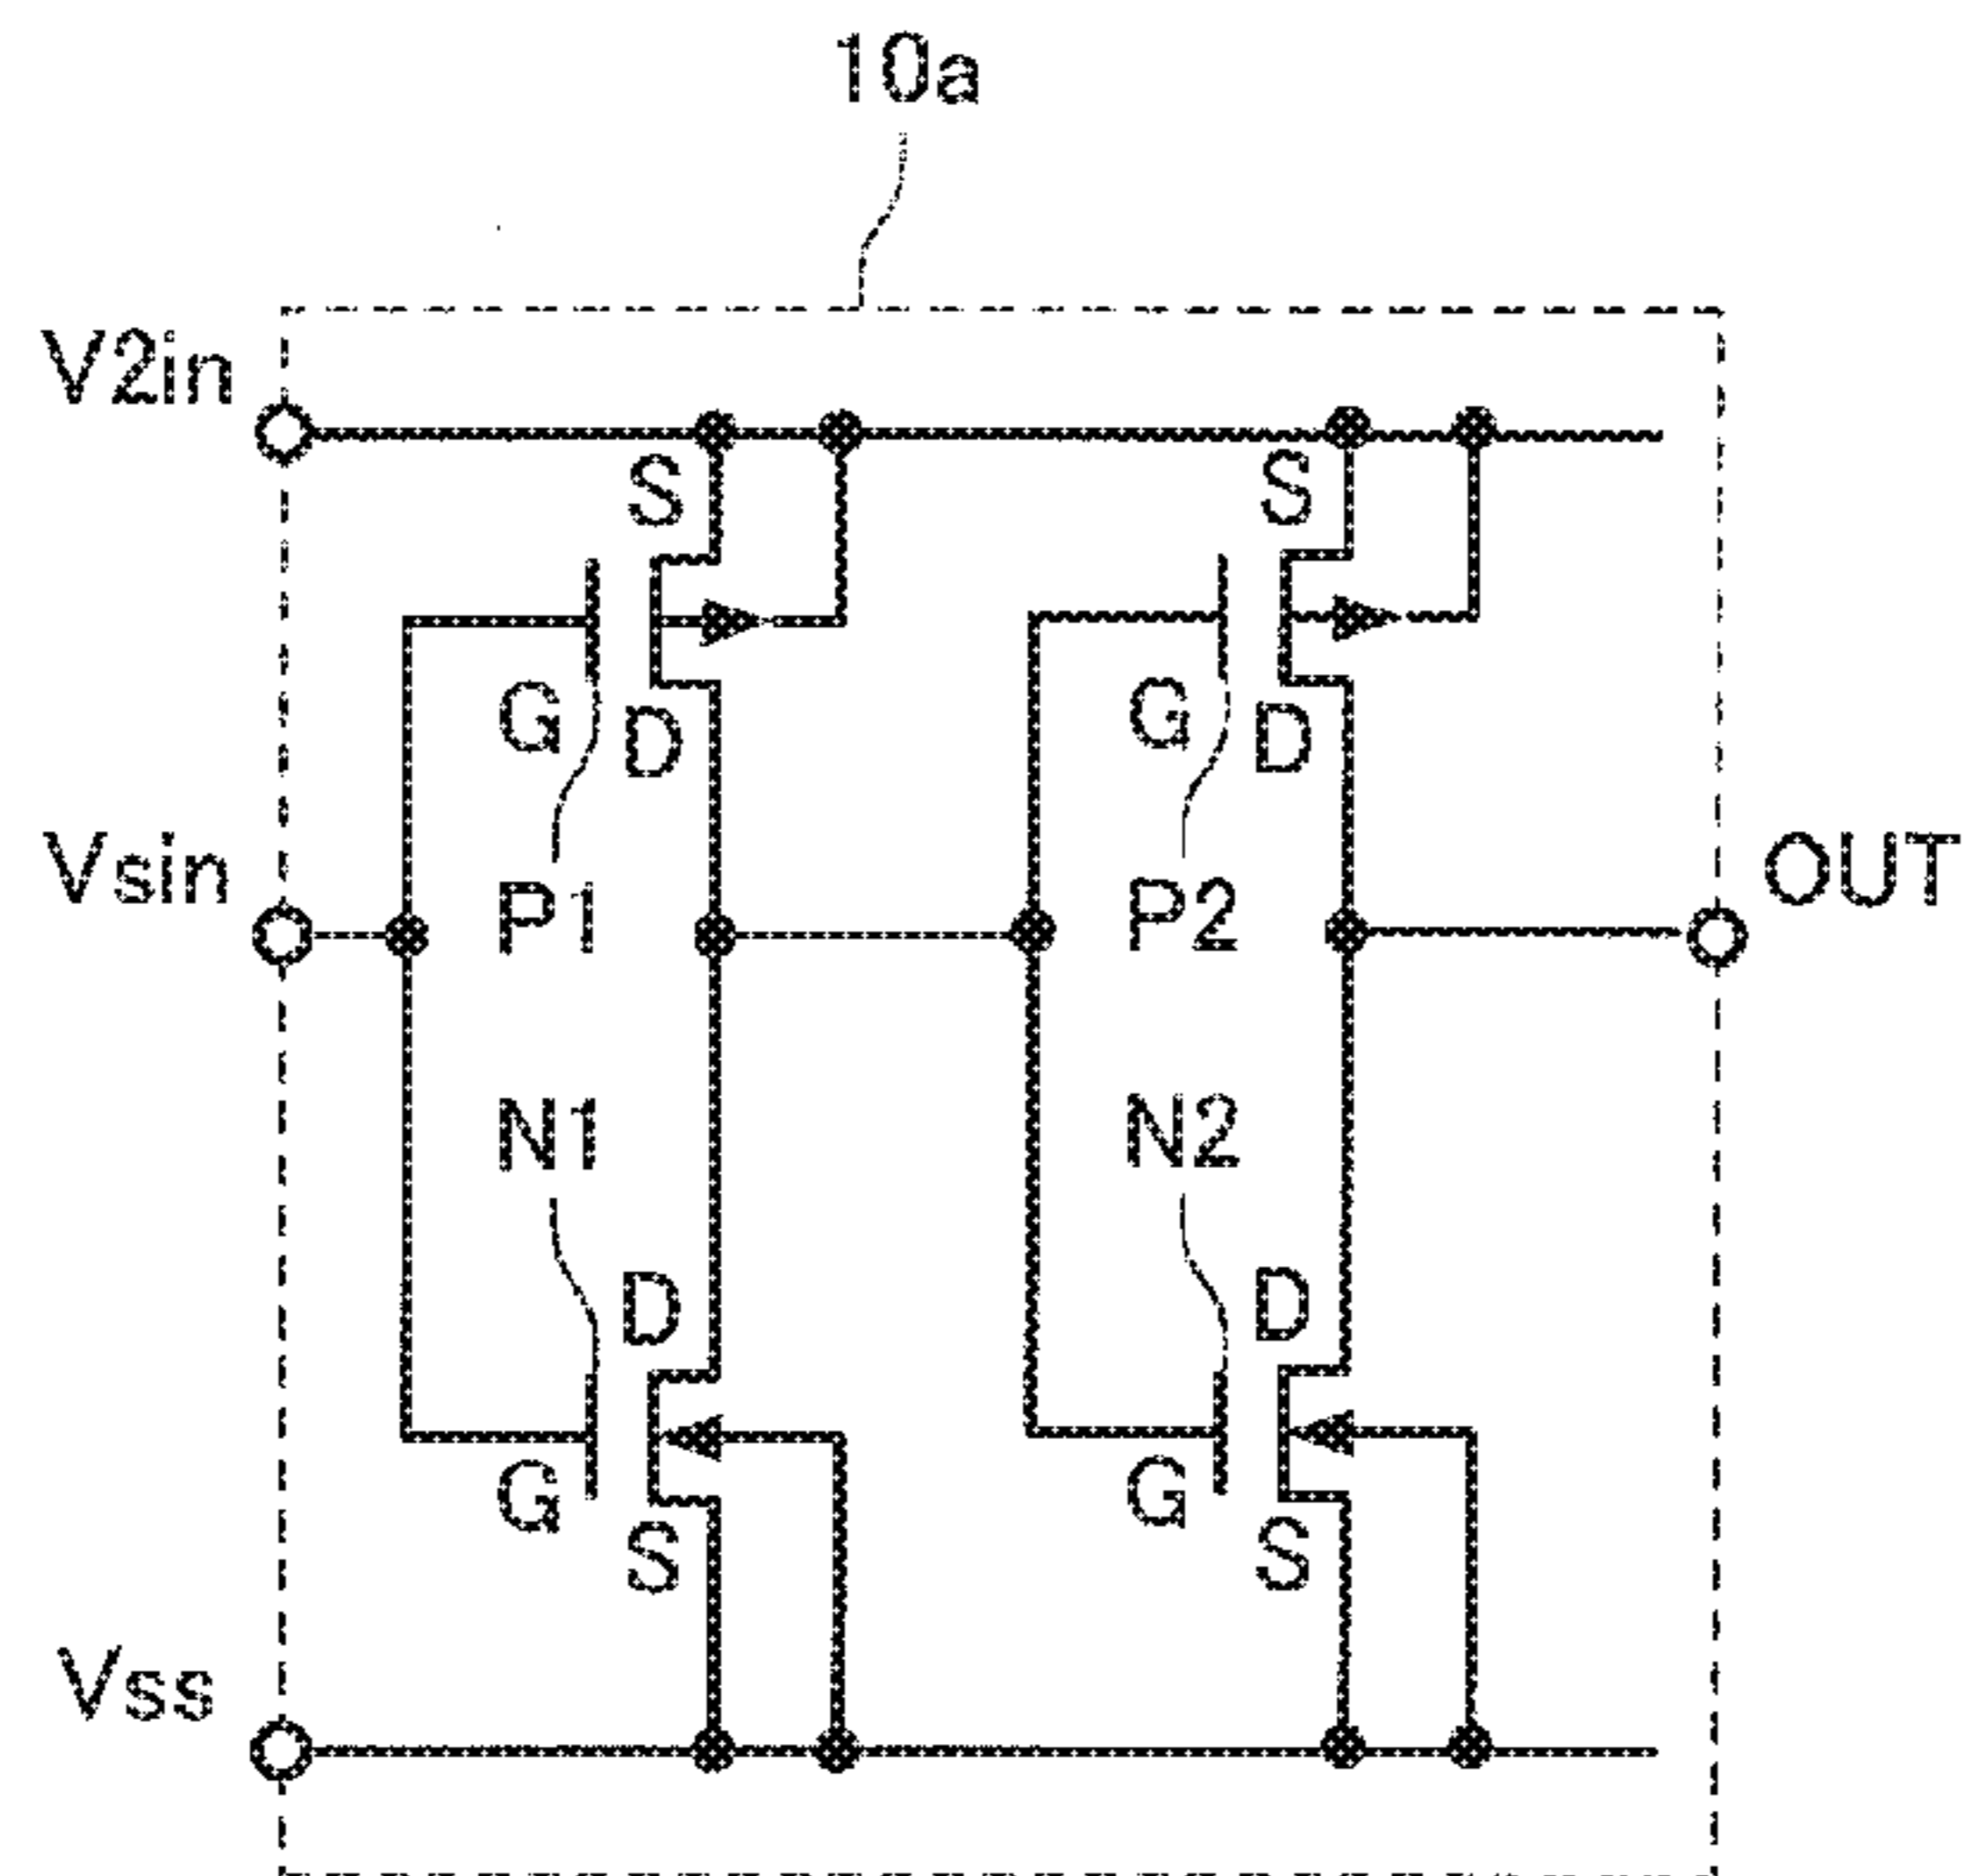 10a
V2in
S S
G D G D
Vsin P1 P2 OUT
N1 N2
D D
G S G S
Vss